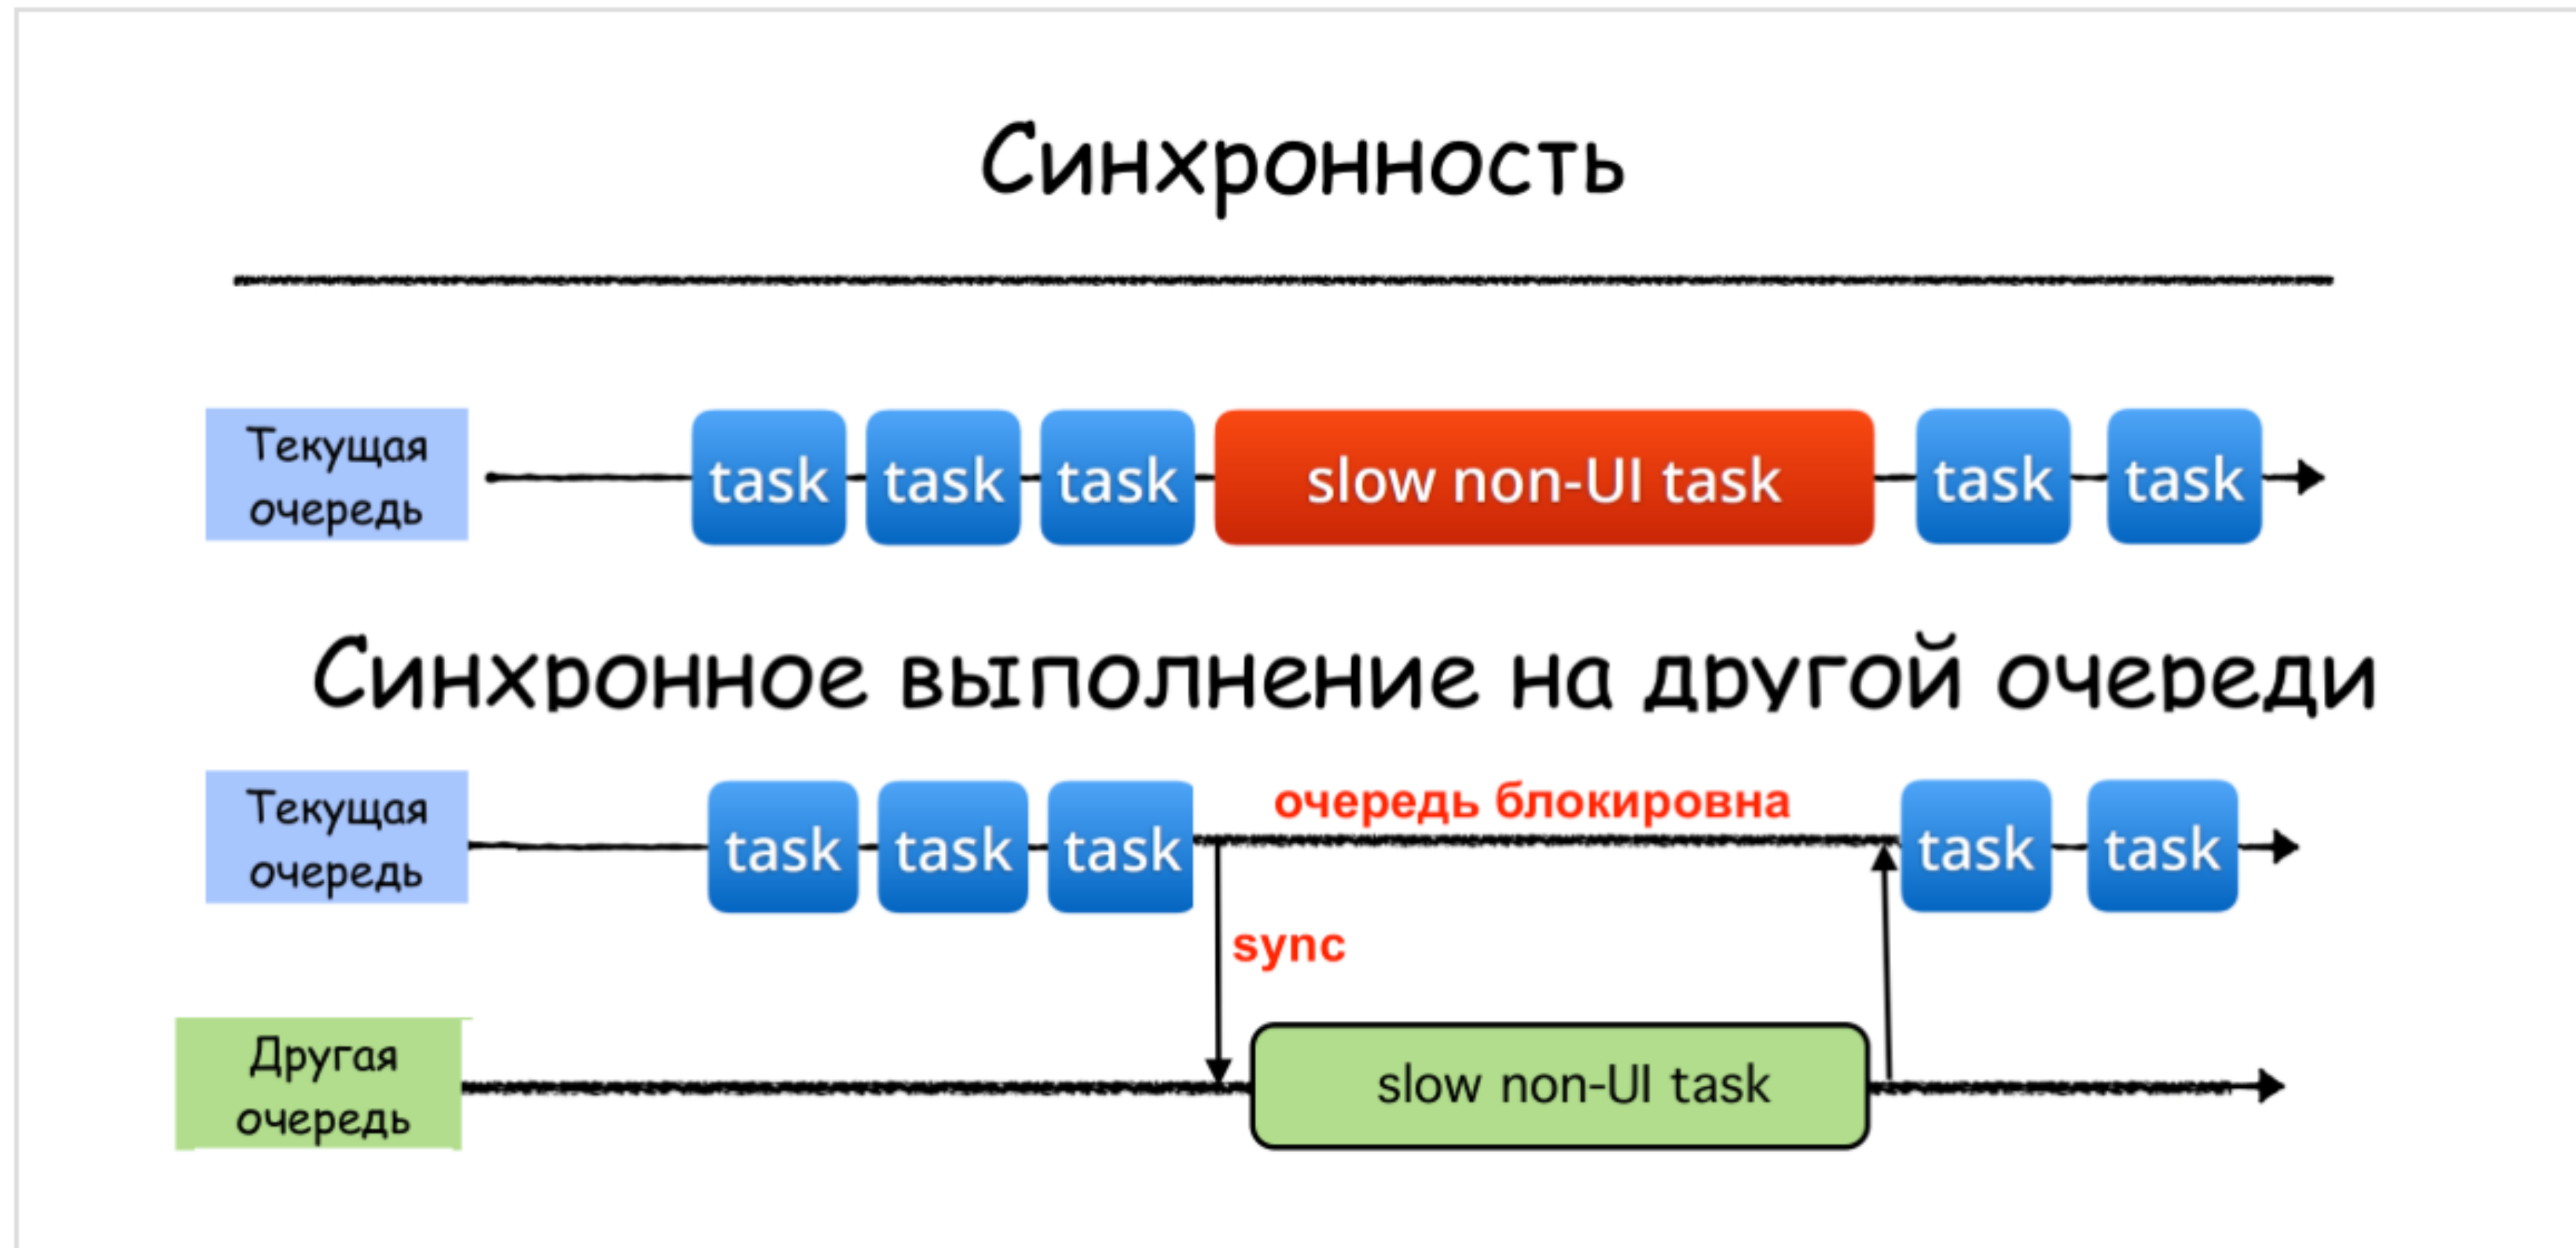 Синхронность
Текущая
очередь
task task task slow non-UI task task task
Синхронное выполнение на другой очереди
Текущая
очередь
очередь блокировна
task task task task task
sync
Другая
очередь
slow non-UI task